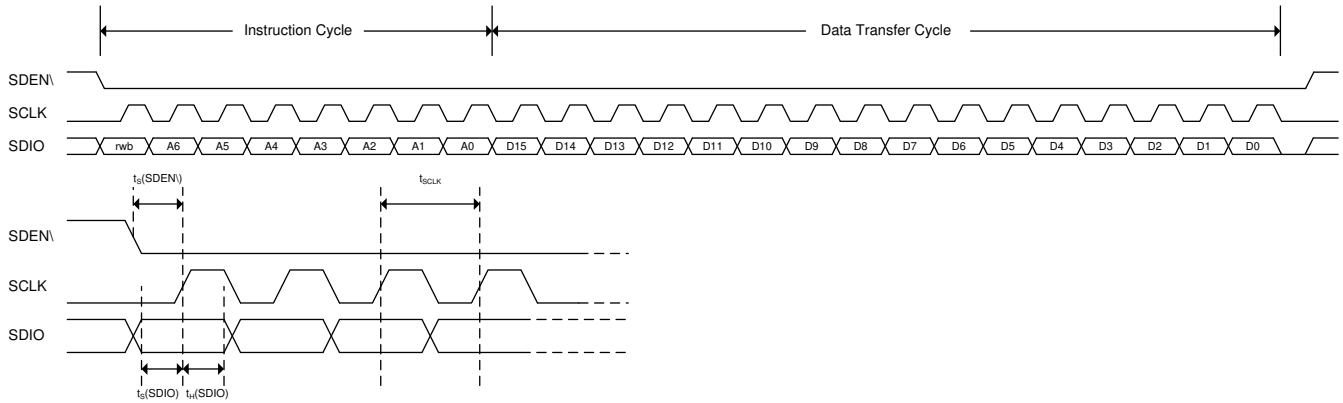 Instruction Cycle Data Transfer Cycle
SDEN\
SCLK
SDIO rwb A6 A5 A4 A3 A2 A1 A0 D15 D14 D13 D12 D11 D10 D9 D8 D7 D6 D5 D4 D3 D2 D1 D0
tS(SDEN\) tSCLK
SDEN\
SCLK
SDIO
tS(SDIO) tH(SDIO)